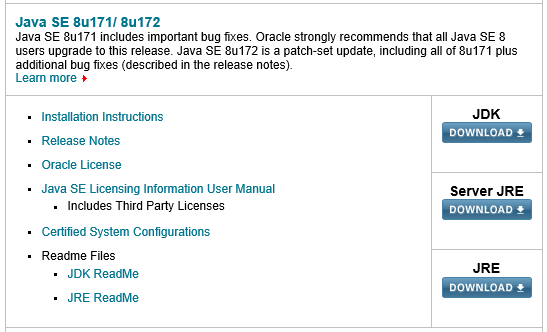 Java SE 8u171/ 8u172
Java SE 8u171 includes important bug fixes. Oracle strongly recommends that all Java SE 8
users upgrade to this release. Java SE 8u172 is a patch-set update, including all of 8u171 plus
additional bug fixes (described in the release notes).
Learn more
Installation Instructions
Release Notes
Oracle License
Java SE Licensing Information User Manual
Includes Third Party Licenses
Certified System Configurations
Readme Files
JDK ReadMe
JRE ReadMe
JDK
DOWNLOAD
Server JRE
DOWNLOAD
JRE
DOWNLOAD